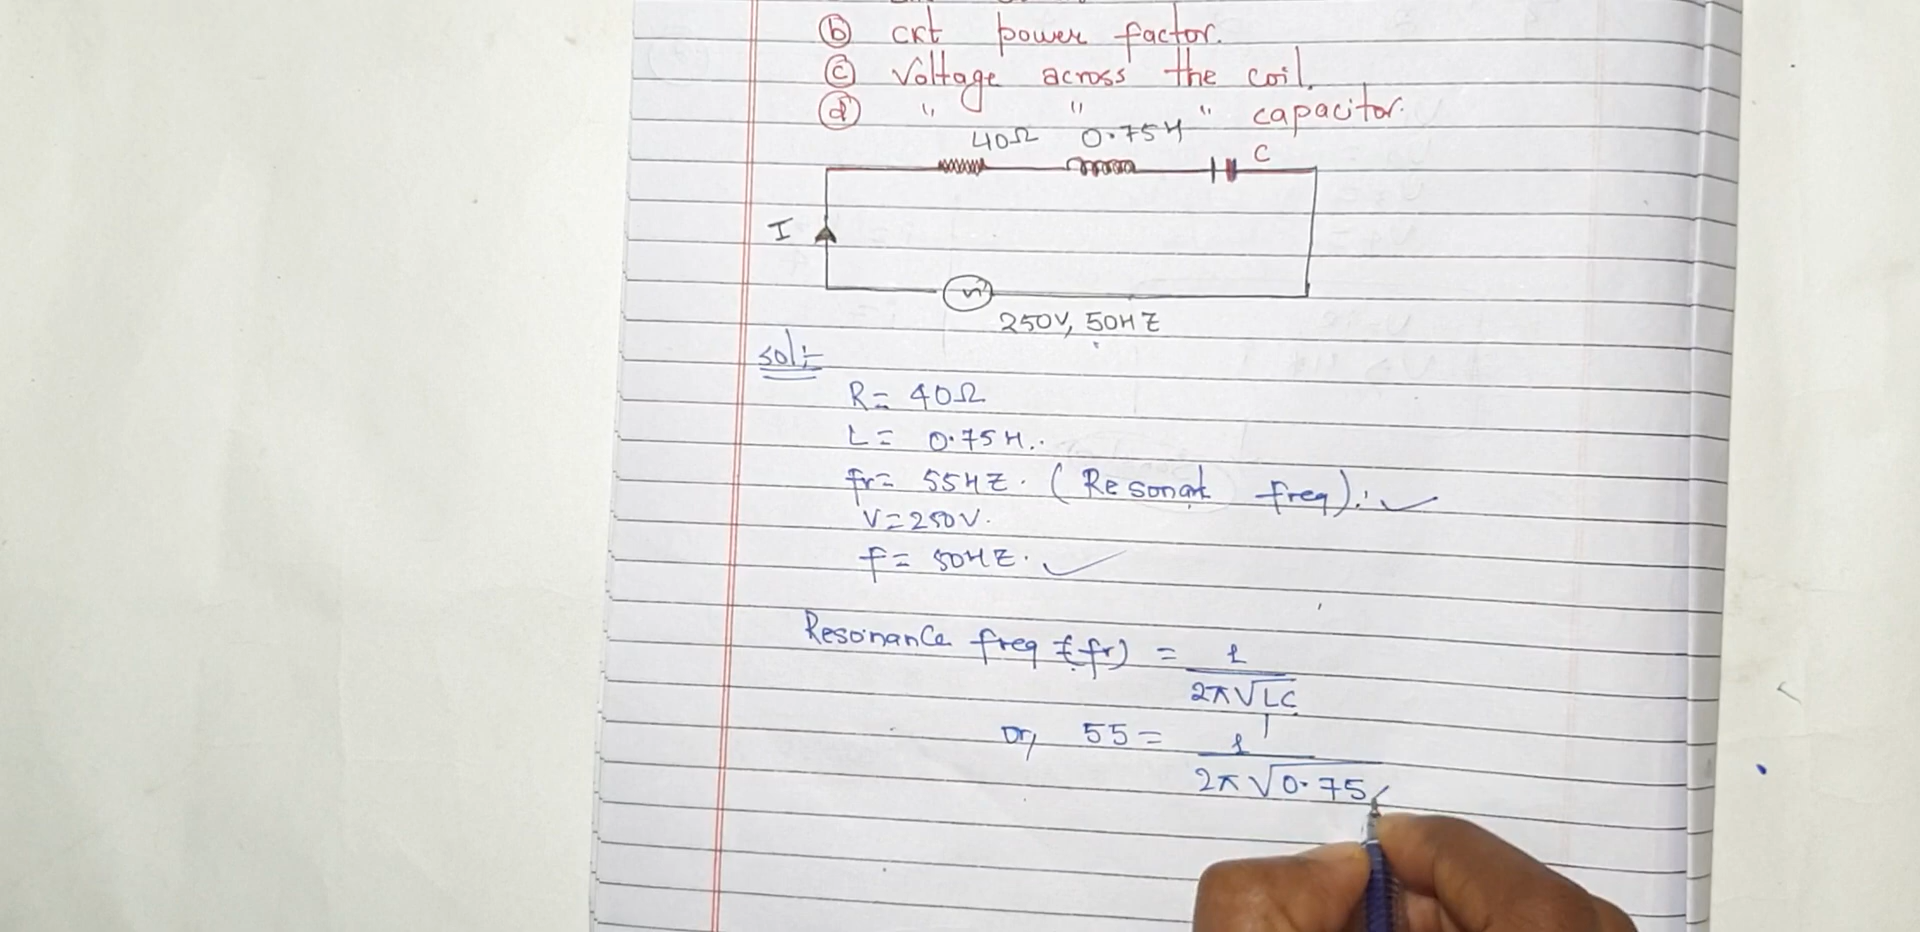 ⓑ ckt power factor.
ⓒ Voltage across the coil.
ⓓ " " " capacitor.
40Ω 0.75H C
I
250V, 50HZ
Sol:-
R = 40Ω
L = 0.75H.
fr = 55HZ. (Resonant freq):
V = 250V.
f = 50HZ.
Resonance freq (fr) = 1 / 2π√LC
or, 55 = 1 / 2π√0.75